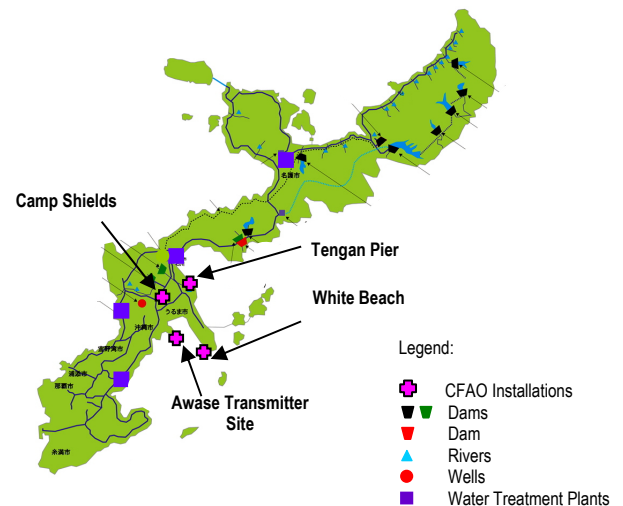 名護市
Camp Shields
Tengan Pier
White Beach
うるま市
沖縄市
宜野湾市
浦添市
那覇市
糸満市
Awase Transmitter
Site
Legend:
CFAO Installations
Dams
Dam
Rivers
Wells
Water Treatment Plants